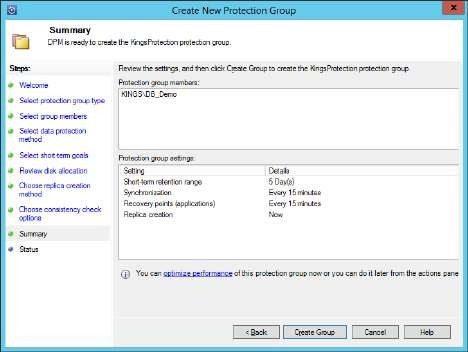 Create New Protection Group
x
Summary
DPM is ready to create the KingsProtection protection group.
Steps:
Welcome
Select protection group type
Select group members
Select data protection
method
Select short-term goals
Review disk allocation
Choose replica creation
method
Choose consistency check
options
Summary
Status
Review the settings, and then click Create Group to create the KingsProtection protection group.
Protection group members:
KINGS\DB_Demo
Protection group settings:
Setting Details
Short-term retention range 5 Day(s)
Synchronization Every 15 minutes
Recovery points (applications) Every 15 minutes
Replica creation Now
You can optimize performance of this protection group now or you can do it later from the actions pane
< Back Create Group Cancel Help